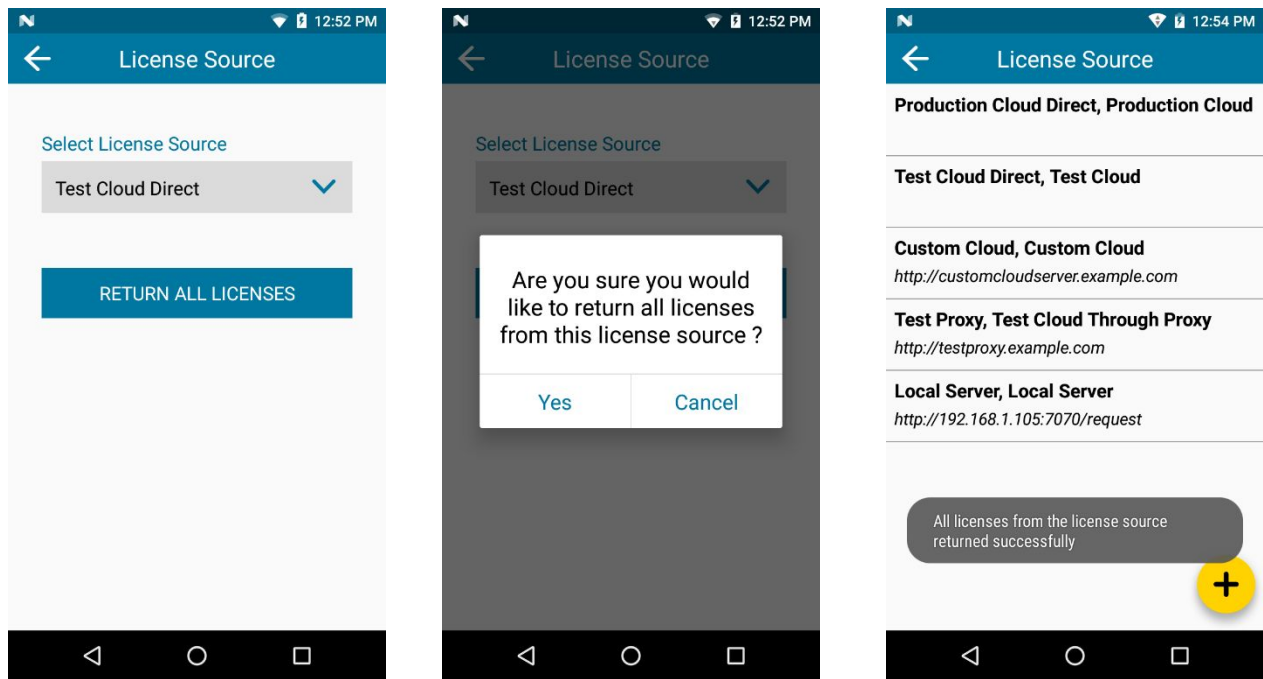 12:52 PM
License Source
Select License Source
Test Cloud Direct
RETURN ALL LICENSES
12:52 PM
License Source
Select License Source
Test Cloud Direct
Are you sure you would
like to return all licenses
from this license source ?
Yes
Cancel
12:54 PM
License Source
Production Cloud Direct, Production Cloud
Test Cloud Direct, Test Cloud
Custom Cloud, Custom Cloud
http://customcloudserver.example.com
Test Proxy, Test Cloud Through Proxy
http://testproxy.example.com
Local Server, Local Server
http://192.168.1.105:7070/request
All licenses from the license source
returned successfully